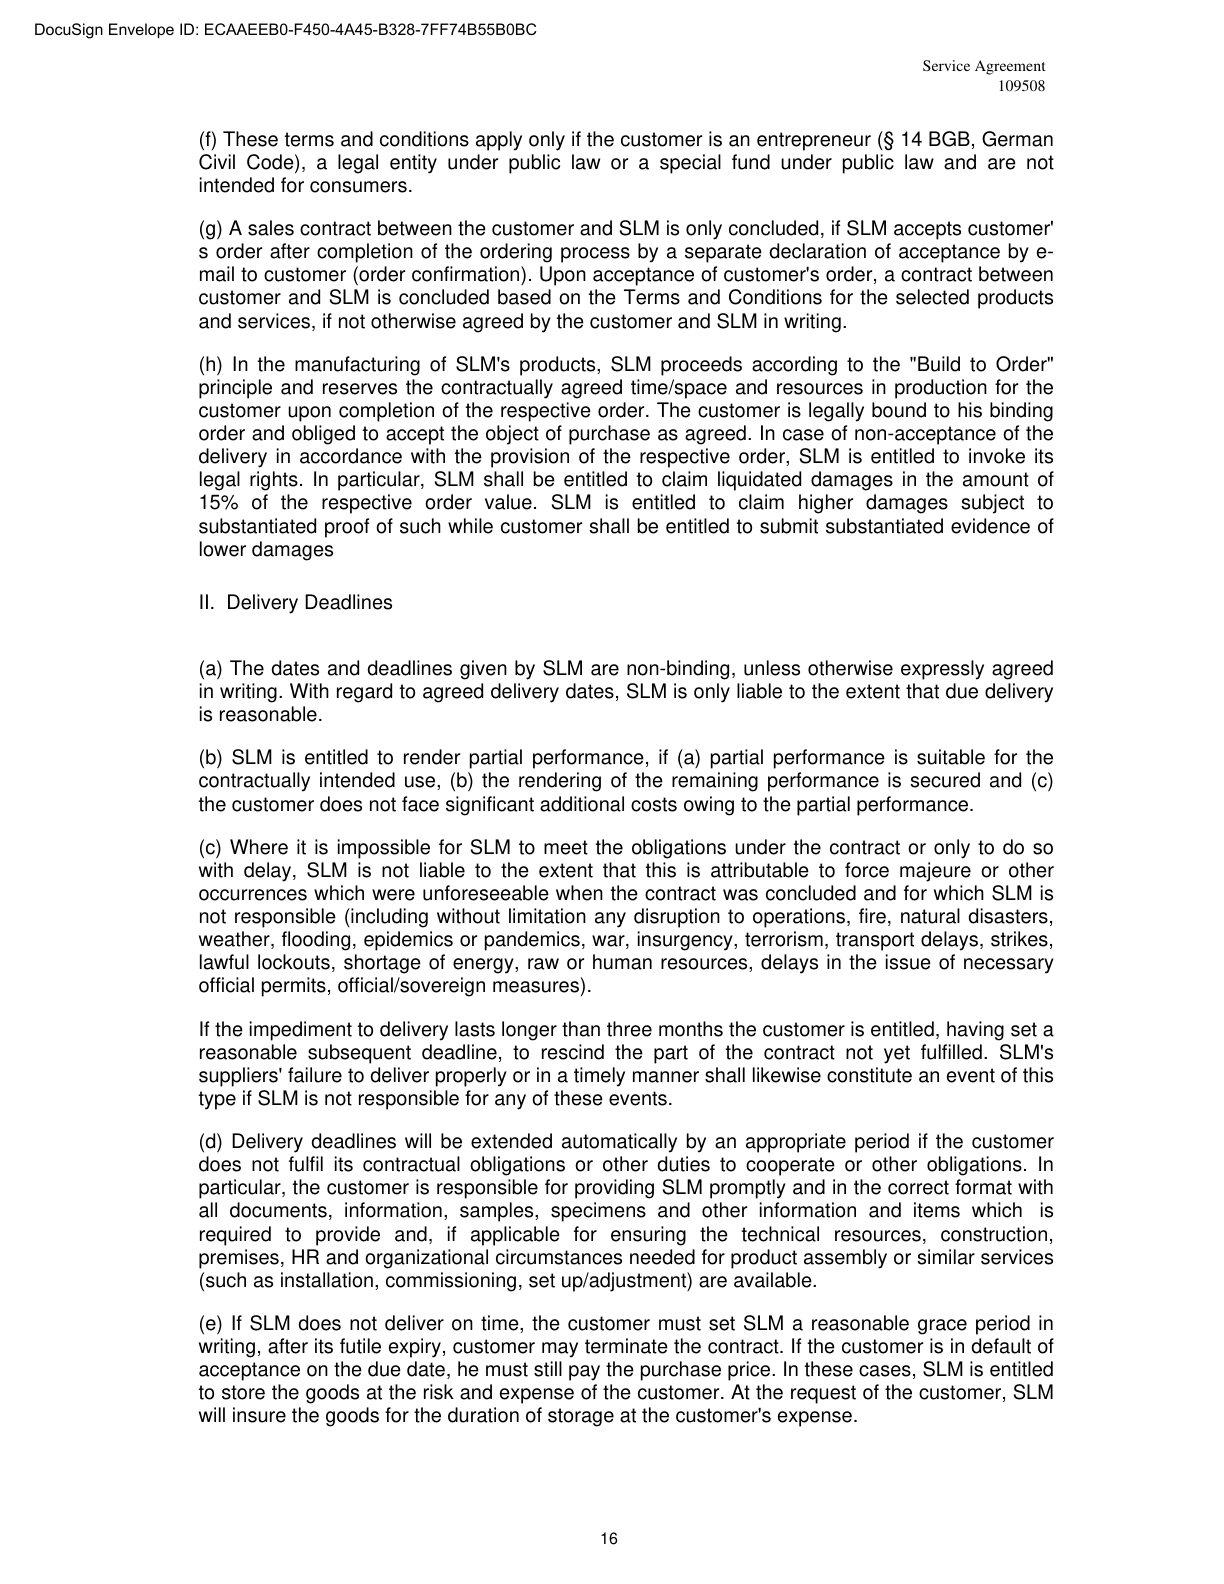 DocuSign Envelope ID: ECAAEEB0-F450-4A45-B328-7FF74B55B0BC
Service Agreement
109508
(f) These terms and conditions apply only if the customer is an entrepreneur (§ 14 BGB, German
Civil Code), a legal entity under public law or a special fund under public law and are not
intended for consumers.
(g) A sales contract between the customer and SLM is only concluded, if SLM accepts customer'
s order after completion of the ordering process by a separate declaration of acceptance by e-
mail to customer (order confirmation). Upon acceptance of customer's order, a contract between
customer and SLM is concluded based on the Terms and Conditions for the selected products
and services, if not otherwise agreed by the customer and SLM in writing.
(h) In the manufacturing of SLM's products, SLM proceeds according to the "Build to Order"
principle and reserves the contractually agreed time/space and resources in production for the
customer upon completion of the respective order. The customer is legally bound to his binding
order and obliged to accept the object of purchase as agreed. In case of non-acceptance of the
delivery in accordance with the provision of the respective order, SLM is entitled to invoke its
legal rights. In particular, SLM shall be entitled to claim liquidated damages in the amount of
15% of the respective order value. SLM is entitled to claim higher damages subject to
substantiated proof of such while customer shall be entitled to submit substantiated evidence of
lower damages
II. Delivery Deadlines
(a) The dates and deadlines given by SLM are non-binding, unless otherwise expressly agreed
in writing. With regard to agreed delivery dates, SLM is only liable to the extent that due delivery
is reasonable.
(b) SLM is entitled to render partial performance, if (a) partial performance is suitable for the
contractually intended use, (b) the rendering of the remaining performance is secured and (c)
the customer does not face significant additional costs owing to the partial performance.
(c) Where it is impossible for SLM to meet the obligations under the contract or only to do so
with delay, SLM is not liable to the extent that this is attributable to force majeure or other
occurrences which were unforeseeable when the contract was concluded and for which SLM is
not responsible (including without limitation any disruption to operations, fire, natural disasters,
weather, flooding, epidemics or pandemics, war, insurgency, terrorism, transport delays, strikes,
lawful lockouts, shortage of energy, raw or human resources, delays in the issue of necessary
official permits, official/sovereign measures).
If the impediment to delivery lasts longer than three months the customer is entitled, having set a
reasonable subsequent deadline, to rescind the part of the contract not yet fulfilled. SLM's
suppliers' failure to deliver properly or in a timely manner shall likewise constitute an event of this
type if SLM is not responsible for any of these events.
(d) Delivery deadlines will be extended automatically by an appropriate period if the customer
does not fulfil its contractual obligations or other duties to cooperate or other obligations. In
particular, the customer is responsible for providing SLM promptly and in the correct format with
all documents, information, samples, specimens and other information and items which is
required to provide and, if applicable for ensuring the technical resources, construction,
premises, HR and organizational circumstances needed for product assembly or similar services
(such as installation, commissioning, set up/adjustment) are available.
(e) If SLM does not deliver on time, the customer must set SLM a reasonable grace period in
writing, after its futile expiry, customer may terminate the contract. If the customer is in default of
acceptance on the due date, he must still pay the purchase price. In these cases, SLM is entitled
to store the goods at the risk and expense of the customer. At the request of the customer, SLM
will insure the goods for the duration of storage at the customer's expense.
16